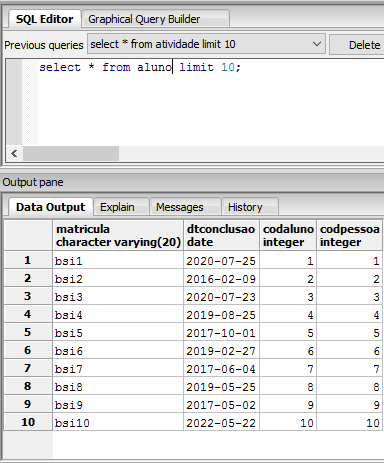 SQL Editor Graphical Query Builder
Previous queries select * from atividade limit 10 Delete
select * from aluno limit 10;
Output pane
Data Output Explain Messages History
matricula dtconclusao codaluno codpessoa
character varying(20) date integer integer
1 bsi1 2020-07-25 1 1
2 bsi2 2016-02-09 2 2
3 bsi3 2020-07-23 3 3
4 bsi4 2019-08-25 4 4
5 bsi5 2017-10-01 5 5
6 bsi6 2019-02-27 6 6
7 bsi7 2017-06-04 7 7
8 bsi8 2019-05-25 8 8
9 bsi9 2017-05-02 9 9
10 bsi10 2022-05-22 10 10